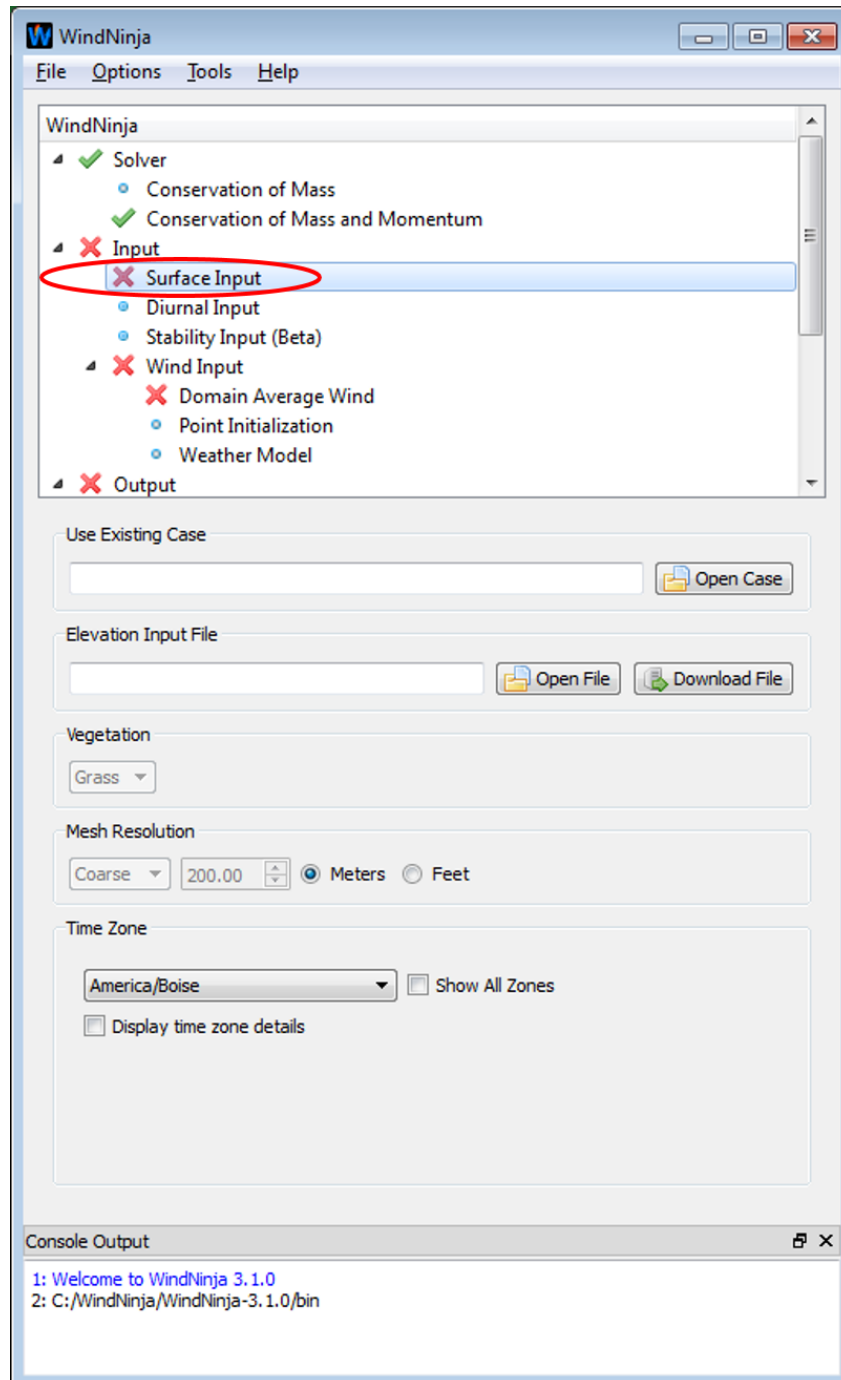 WindNinja
File Options Tools Help
WindNinja
Solver
Conservation of Mass
Conservation of Mass and Momentum
Input
Surface Input
Diurnal Input
Stability Input (Beta)
Wind Input
Domain Average Wind
Point Initialization
Weather Model
Output
Use Existing Case
Open Case
Elevation Input File
Open File Download File
Vegetation
Grass
Mesh Resolution
Coarse 200.00 Meters Feet
Time Zone
America/Boise Show All Zones
Display time zone details
Console Output
1: Welcome to WindNinja 3.1.0
2: C:/WindNinja/WindNinja-3.1.0/bin